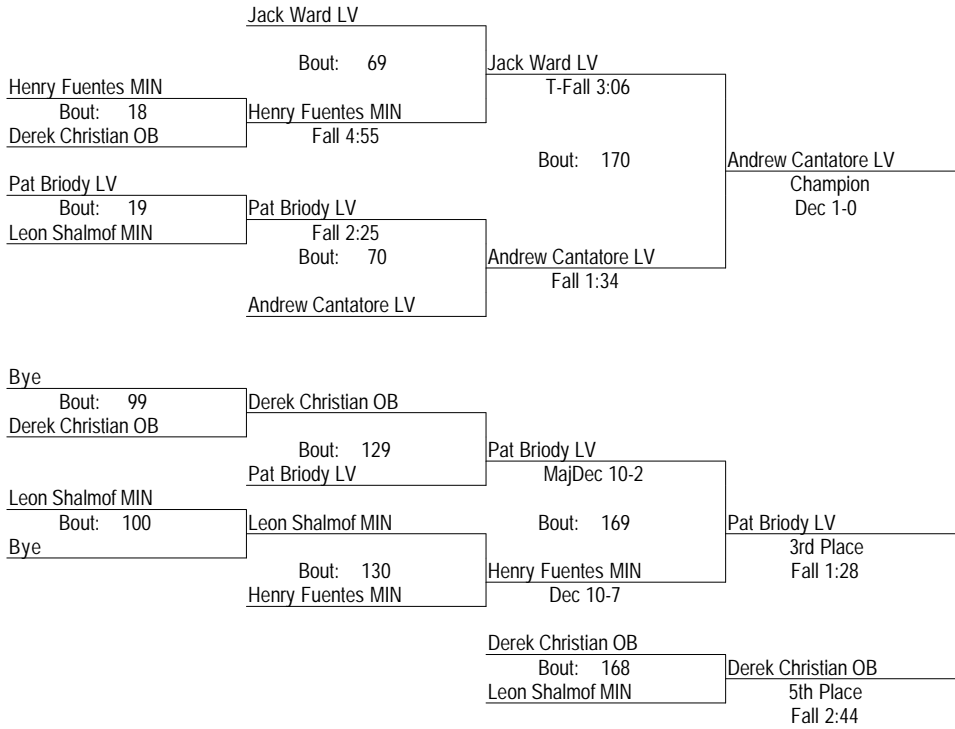 Jack Ward LV
Bout: 69
Jack Ward LV
Henry Fuentes MIN
T-Fall 3:06
Bout: 18
Henry Fuentes MIN
Derek Christian OB
Fall 4:55
Bout: 170
Andrew Cantatore LV
Pat Briody LV
Champion
Bout: 19
Pat Briody LV
Dec 1-0
Leon Shalmof MIN
Fall 2:25
Bout: 70
Andrew Cantatore LV
Fall 1:34
Andrew Cantatore LV
Bye
Bout: 99
Derek Christian OB
Derek Christian OB
Bout: 129
Pat Briody LV
Pat Briody LV
MajDec 10-2
Leon Shalmof MIN
Bout: 100
Leon Shalmof MIN
Bout: 169
Pat Briody LV
Bye
3rd Place
Bout: 130
Henry Fuentes MIN
Fall 1:28
Henry Fuentes MIN
Dec 10-7
Derek Christian OB
Bout: 168
Derek Christian OB
Leon Shalmof MIN
5th Place
Fall 2:44